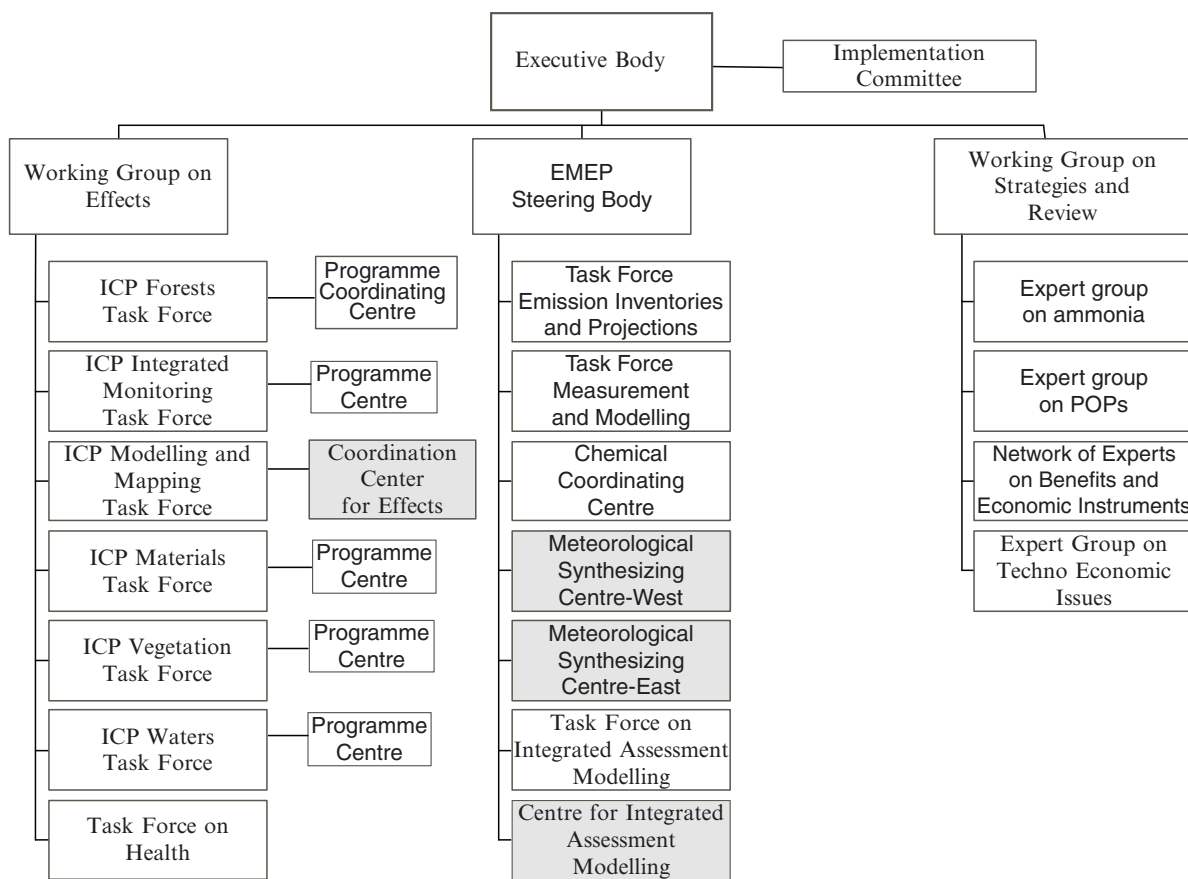 Executive Body
Implementation
Committee
Working Group on
Effects
EMEP
Steering Body
Working Group on
Strategies and
Review
ICP Forests
Task Force
Programme
Coordinating
Centre
ICP Integrated
Monitoring
Task Force
Programme
Centre
ICP Modelling and
Mapping
Task Force
Coordination
Center
for Effects
ICP Materials
Task Force
Programme
Centre
ICP Vegetation
Task Force
Programme
Centre
ICP Waters
Task Force
Programme
Centre
Task Force on
Health
Task Force
Emission Inventories
and Projections
Task Force
Measurement
and Modelling
Chemical
Coordinating
Centre
Meteorological
Synthesizing
Centre-West
Meteorological
Synthesizing
Centre-East
Task Force on
Integrated Assessment
Modelling
Centre for Integrated
Assessment
Modelling
Expert group
on ammonia
Expert group
on POPs
Network of Experts
on Benefits and
Economic Instruments
Expert Group on
Techno Economic
Issues